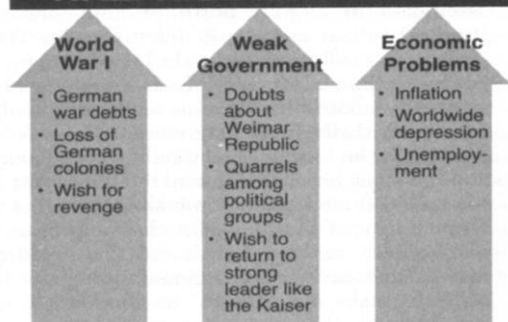 World
War I
• German
war debts
• Loss of
German
colonies
• Wish for
revenge
Weak
Government
• Doubts
about
Weimar
Republic
• Quarrels
among
political
groups
• Wish to
return to
strong
leader like
the Kaiser
Economic
Problems
• Inflation
• Worldwide
depression
• Unemploy-
ment